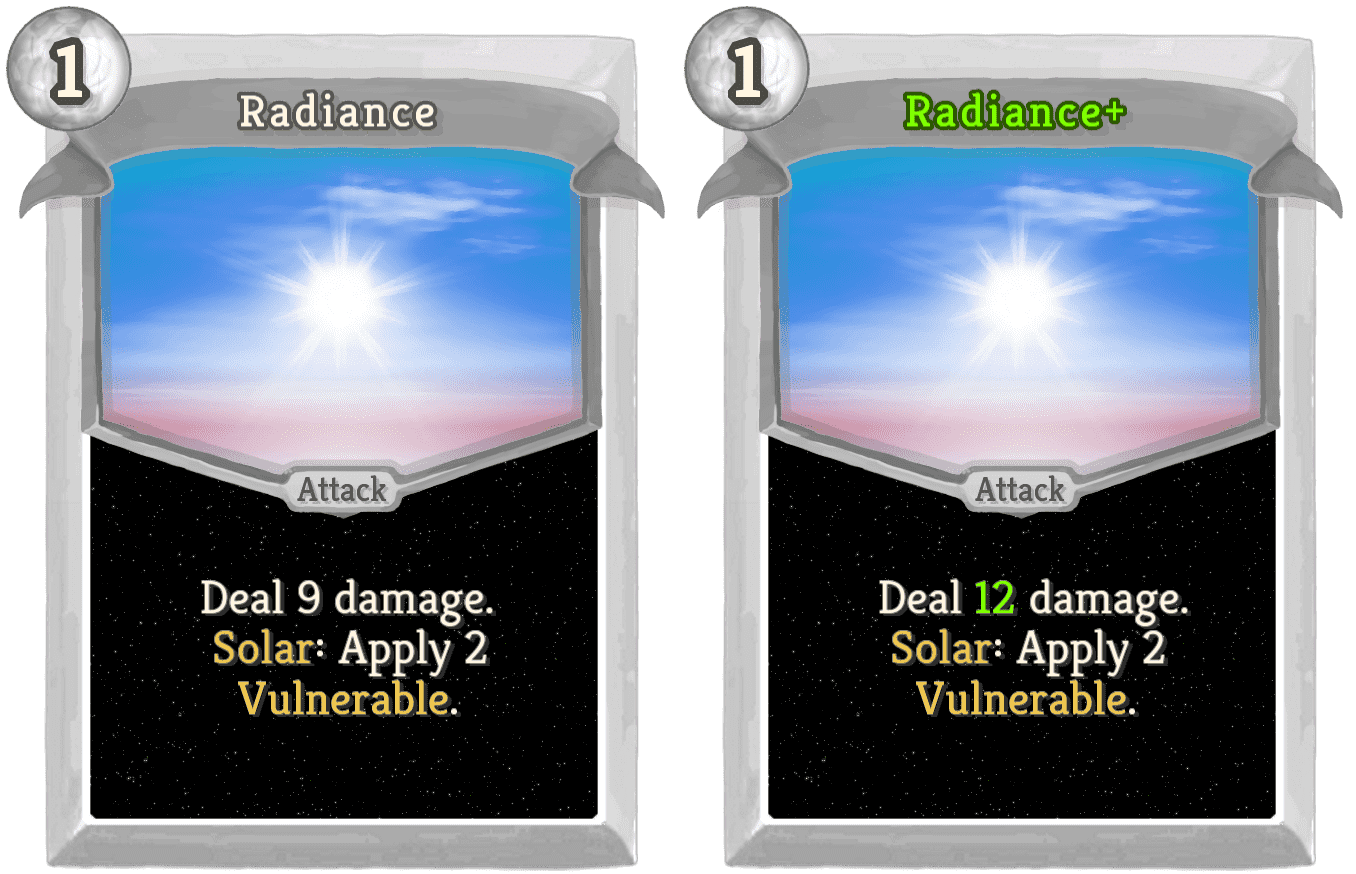 1
Radiance
Attack
Deal 9 damage.
Solar: Apply 2
Vulnerable.
1
Radiance+
Attack
Deal 12 damage.
Solar: Apply 2
Vulnerable.